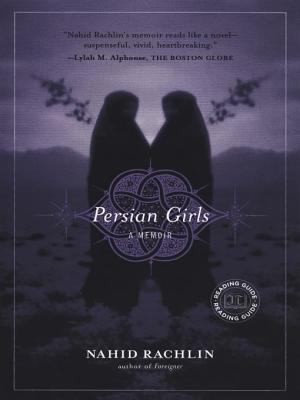 "Nahid Rachlin's memoir reads like a novel—
suspenseful, vivid, heartbreaking."
—Lylah M. Alphonse, THE BOSTON GLOBE
Persian Girls
A MEMOIR
READING GUIDE
READING GUIDE
NAHID RACHLIN
author of Foreigner